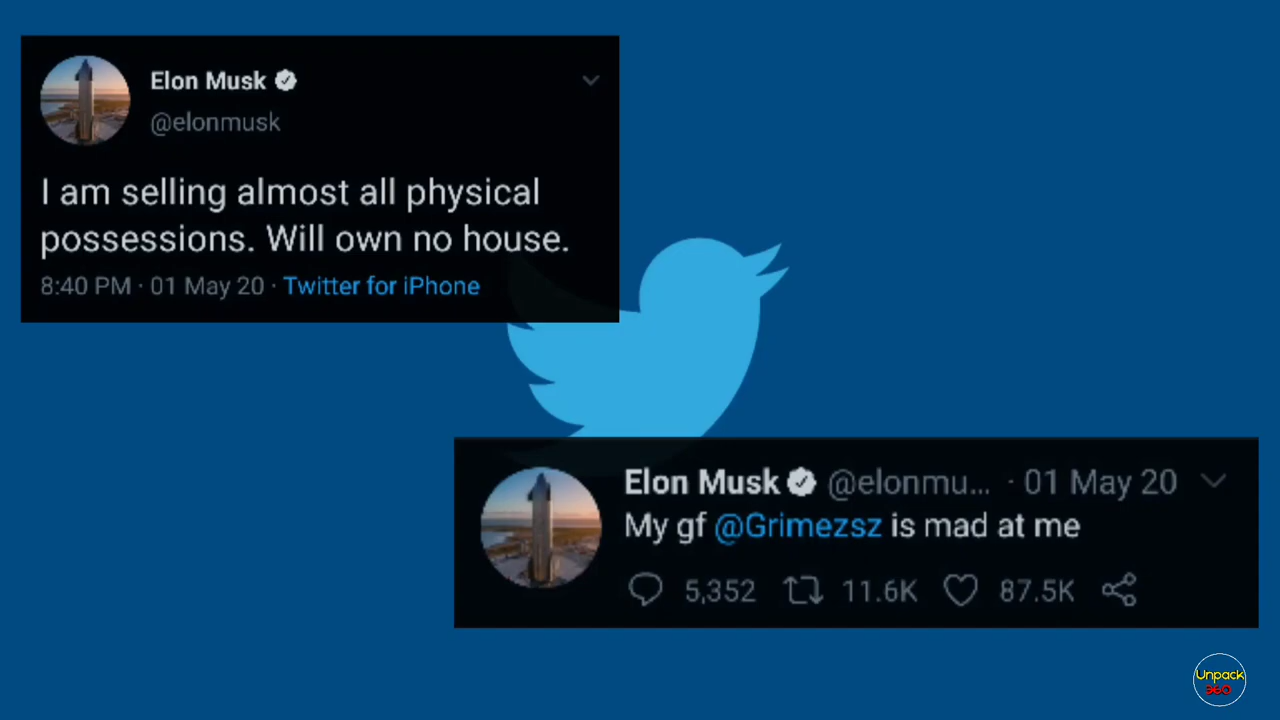 Elon Musk
@elonmusk
I am selling almost all physical
possessions. Will own no house.
8:40 PM · 01 May 20 · Twitter for iPhone
Elon Musk @elonmu... · 01 May 20
My gf @Grimezsz is mad at me
5,352 11.6K 87.5K
Unpack
360